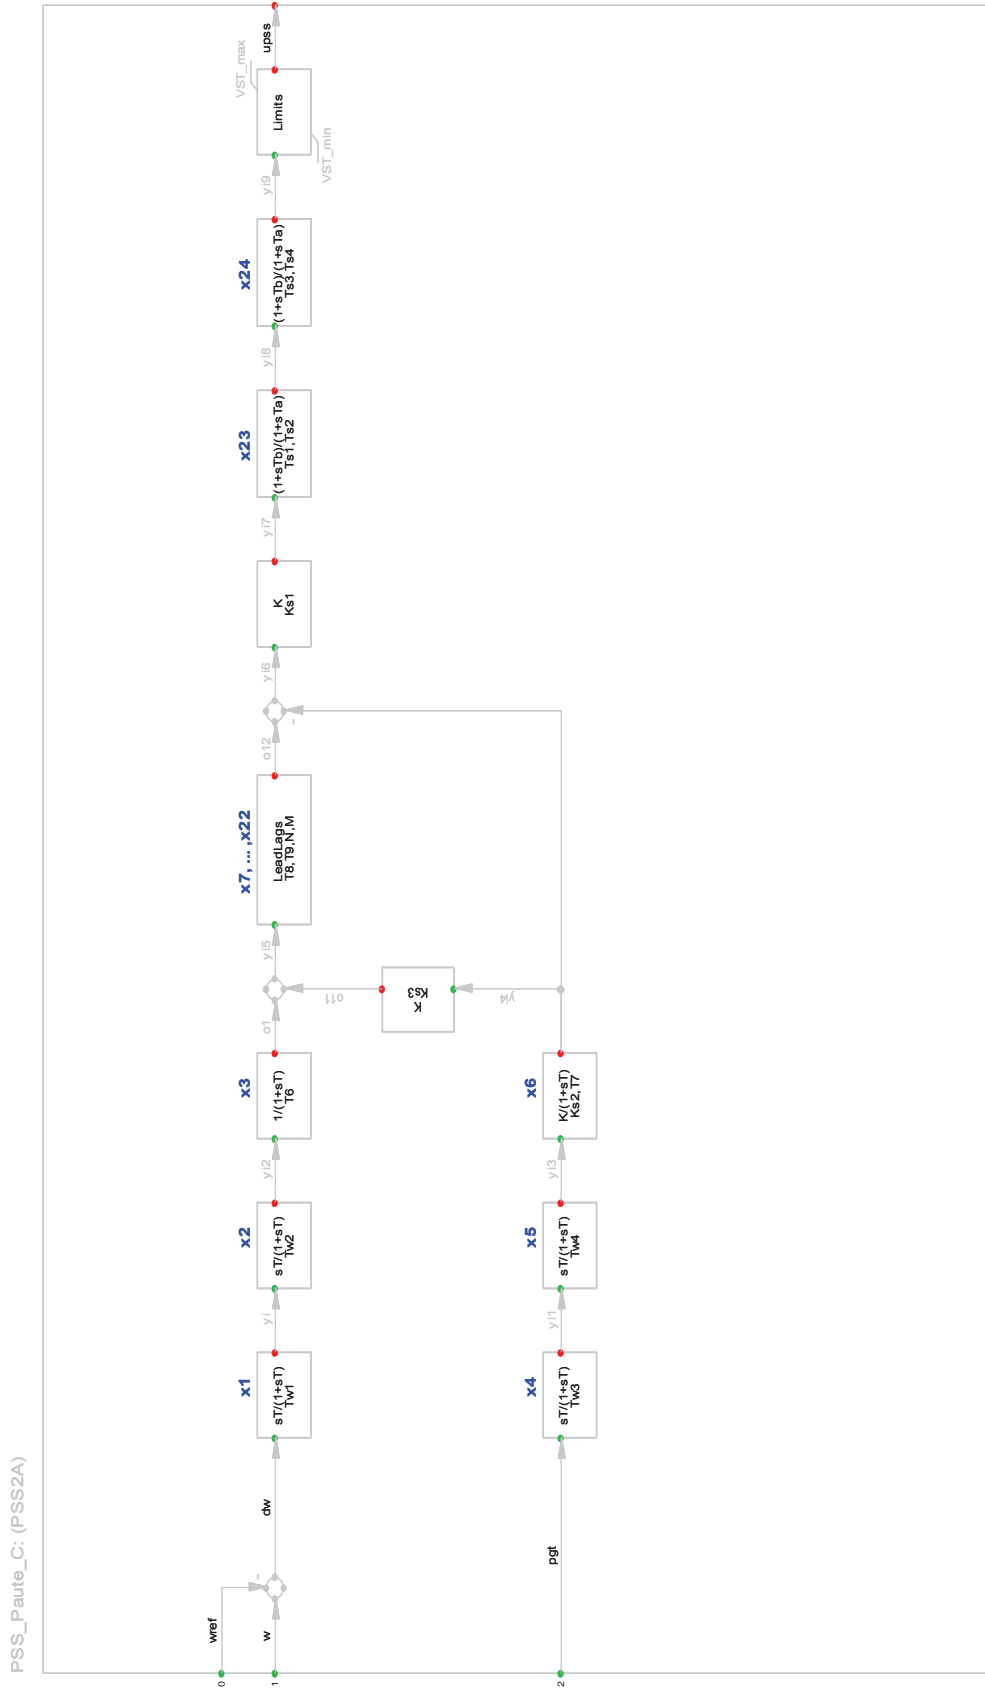 PSS_Paute_C: (PSS2A)
0
wref
1
w
-
dw
x1
sT/(1+sT)
Tw1
yi
x2
sT/(1+sT)
Tw2
yi2
x3
1/(1+sT)
T6
o1
yi5
x7, ... ,x22
LeadLags
T8,T9,N,M
o12
-
yi6
K
Ks1
yi7
x23
(1+sTb)/(1+sTa)
Ts1,Ts2
yi8
x24
(1+sTb)/(1+sTa)
Ts3,Ts4
yi9
VST_max
Limits
VST_min
upss
o11
K
Ks3
yi4
2
pgt
x4
sT/(1+sT)
Tw3
yi1
x5
sT/(1+sT)
Tw4
yi3
x6
K/(1+sT)
Ks2,T7